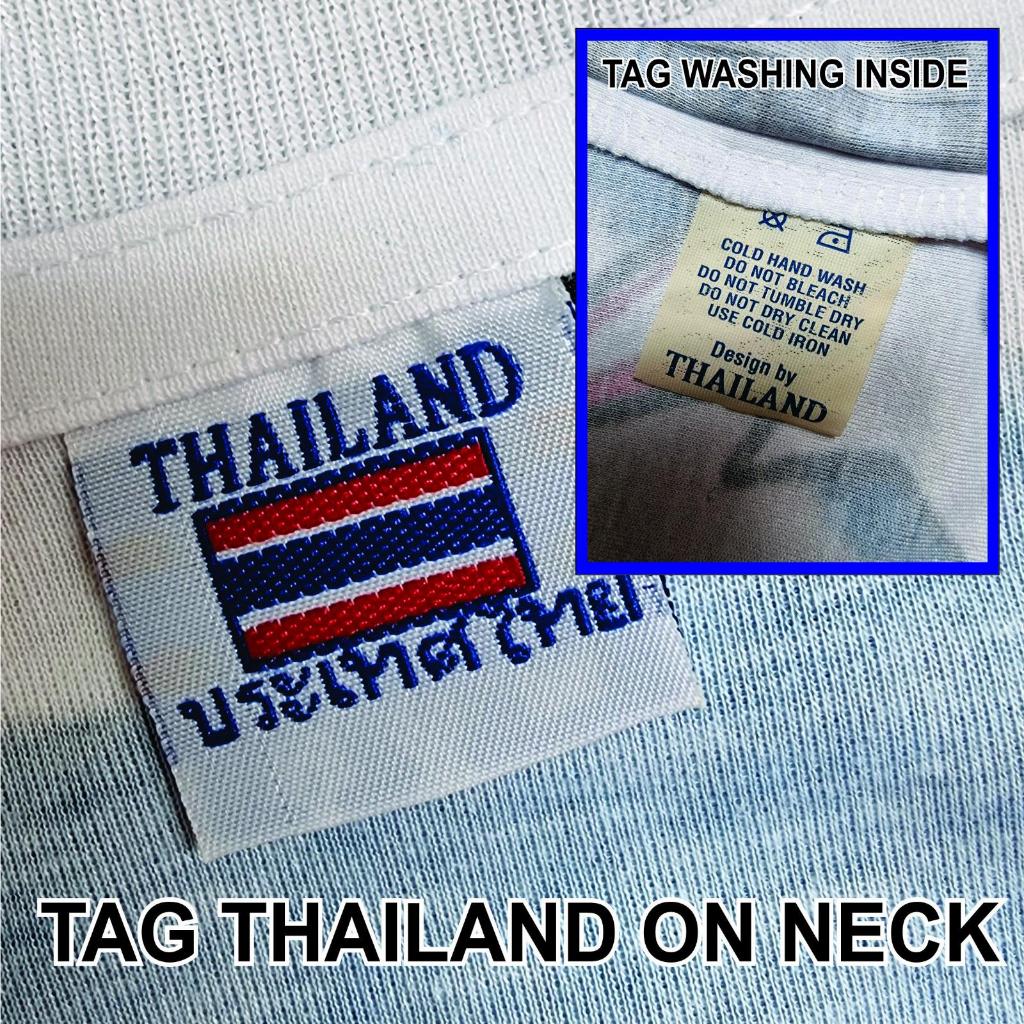 TAG WASHING INSIDE
COLD HAND WASH
DO NOT BLEACH
DO NOT TUMBLE DRY
DO NOT DRY CLEAN
USE COLD IRON
Design by
THAILAND
THAILAND
ประเทศไทย
TAG THAILAND ON NECK